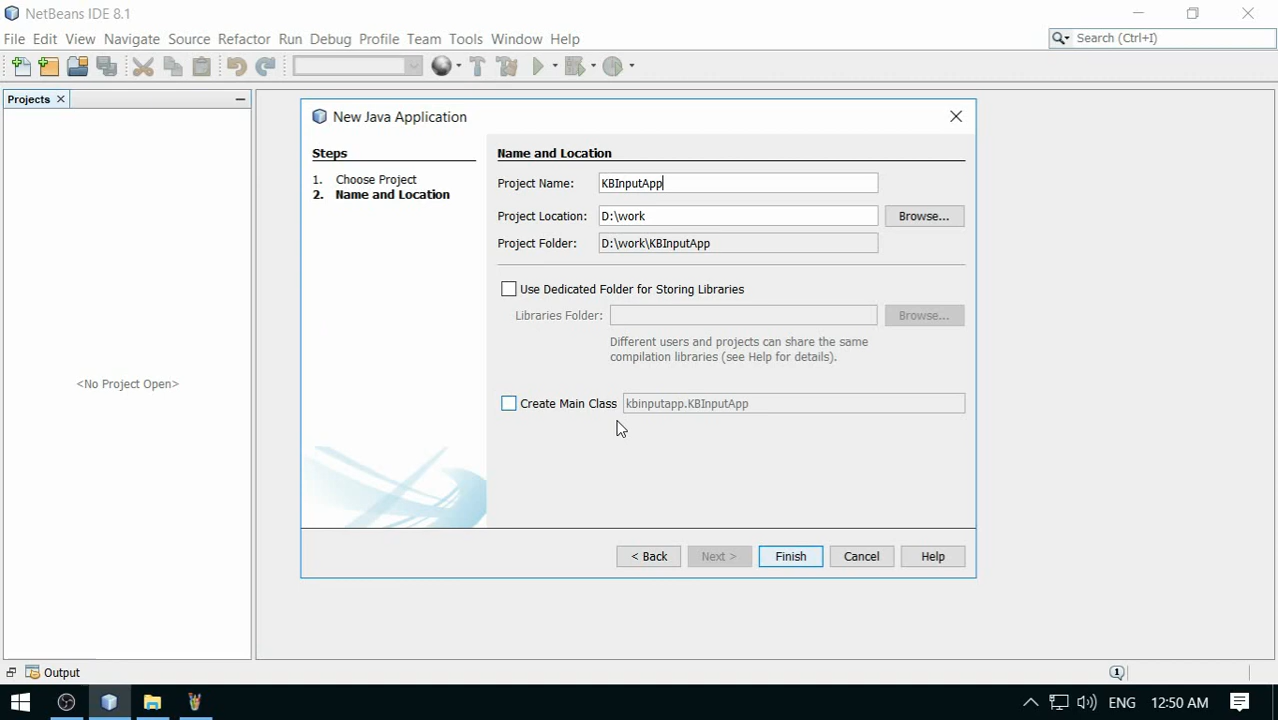 NetBeans IDE 8.1
File Edit View Navigate Source Refactor Run Debug Profile Team Tools Window Help
Search (Ctrl+I)
Projects
<No Project Open>
New Java Application
Steps
1. Choose Project
2. Name and Location
Name and Location
Project Name: KBInputApp
Project Location: D:\work Browse...
Project Folder: D:\work\KBInputApp
Use Dedicated Folder for Storing Libraries
Libraries Folder: Browse...
Different users and projects can share the same
compilation libraries (see Help for details).
Create Main Class kbinputapp.KBInputApp
< Back Next > Finish Cancel Help
Output
1
ENG 12:50 AM